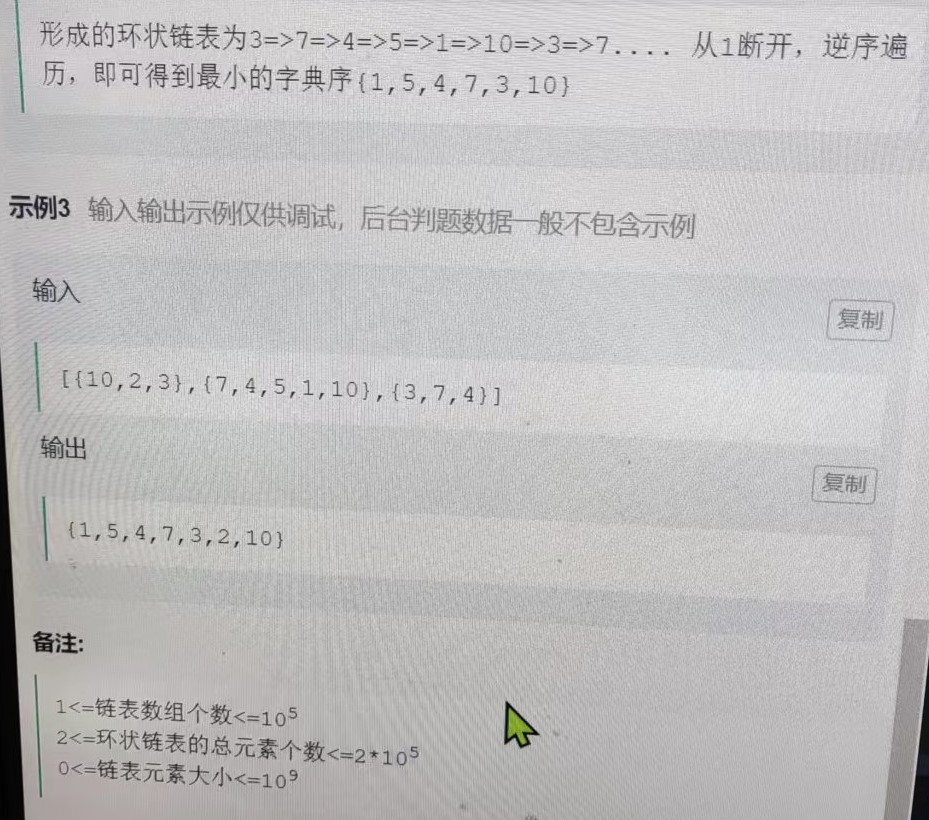 形成的环状链表为3=>7=>4=>5=>1=>10=>3=>7.... 从1断开，逆序遍
历，即可得到最小的字典序{1,5,4,7,3,10}
示例3 输入输出示例仅供调试，后台判题数据一般不包含示例
输入
复制
[{10,2,3},{7,4,5,1,10},{3,7,4}]
输出
复制
{1,5,4,7,3,2,10}
备注:
1<=链表数组个数<=10⁵
2<=环状链表的总元素个数<=2*10⁵
0<=链表元素大小<=10⁹